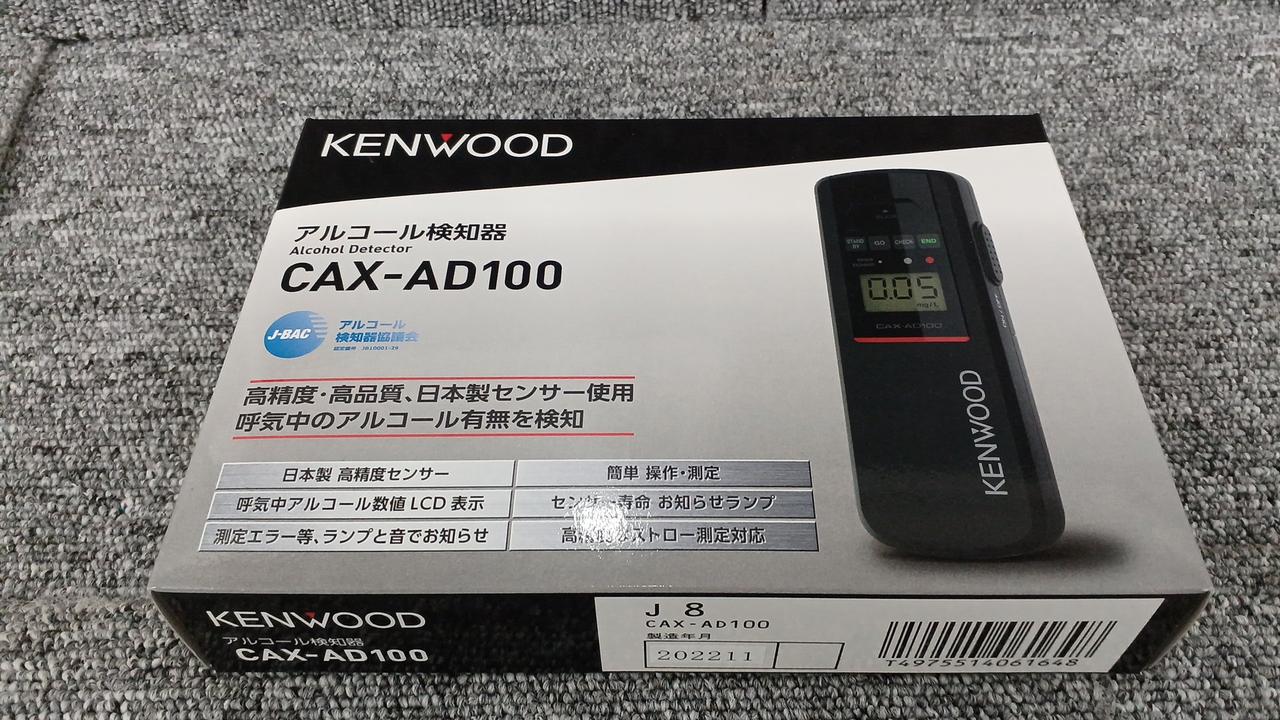 KENWOOD
アルコール検知器
Alcohol Detector
CAX-AD100
J-BAC
アルコール
検知器協議会
認定番号:JB10001-29
高精度・高品質、日本製センサー使用
呼気中のアルコール有無を検知
日本製 高精度センサー
簡単 操作・測定
呼気中アルコール数値 LCD 表示
寿命 お知らせランプ
測定エラー等、ランプと音でお知らせ
ストロー測定対応
STAND BY
GO
CHECK
END
0.05
mg/L
CAX-AD100
KENWOOD
KENWOOD
アルコール検知器
CAX-AD100
J 8
CAX-AD100
製造年月
202211
T4975514061648